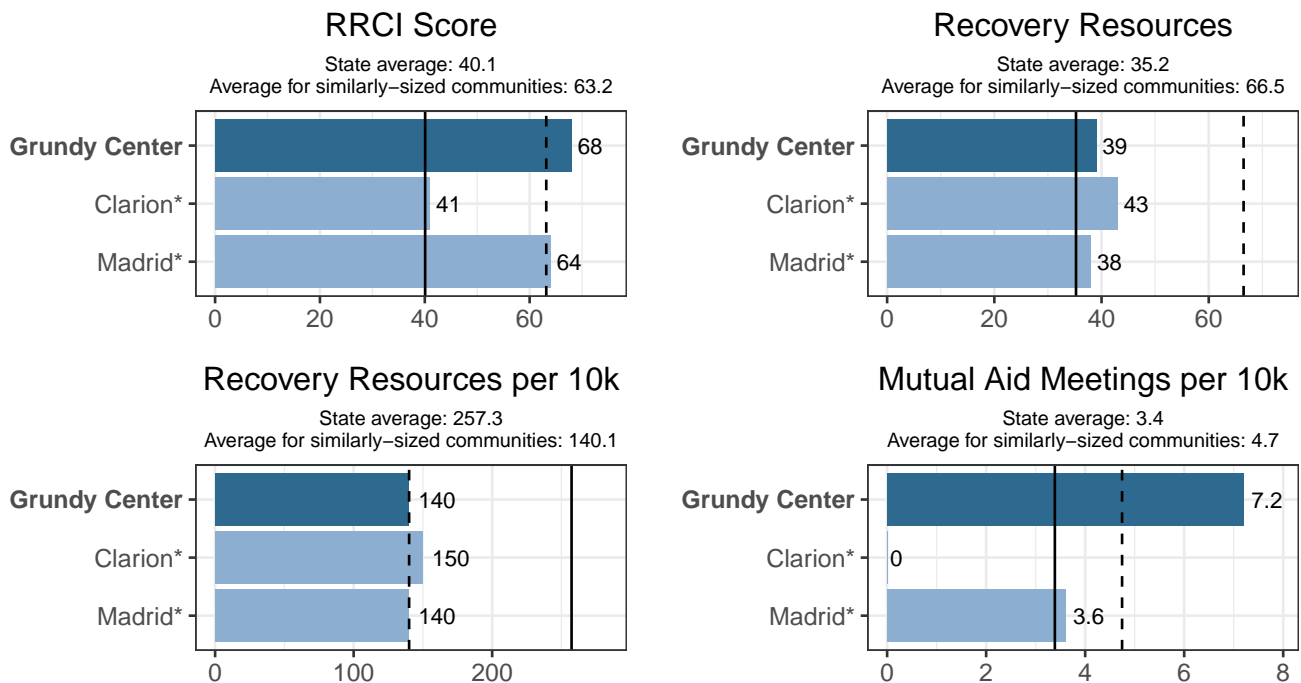 RRCI Score
State average: 40.1
Average for similarly−sized communities: 63.2
Grundy Center
68
Clarion*
41
Madrid*
64
0 20 40 60
Recovery Resources
State average: 35.2
Average for similarly−sized communities: 66.5
Grundy Center
39
Clarion*
43
Madrid*
38
0 20 40 60
Recovery Resources per 10k
State average: 257.3
Average for similarly−sized communities: 140.1
Grundy Center
140
Clarion*
150
Madrid*
140
0 100 200
Mutual Aid Meetings per 10k
State average: 3.4
Average for similarly−sized communities: 4.7
Grundy Center
7.2
Clarion*
0
Madrid*
3.6
0 2 4 6 8